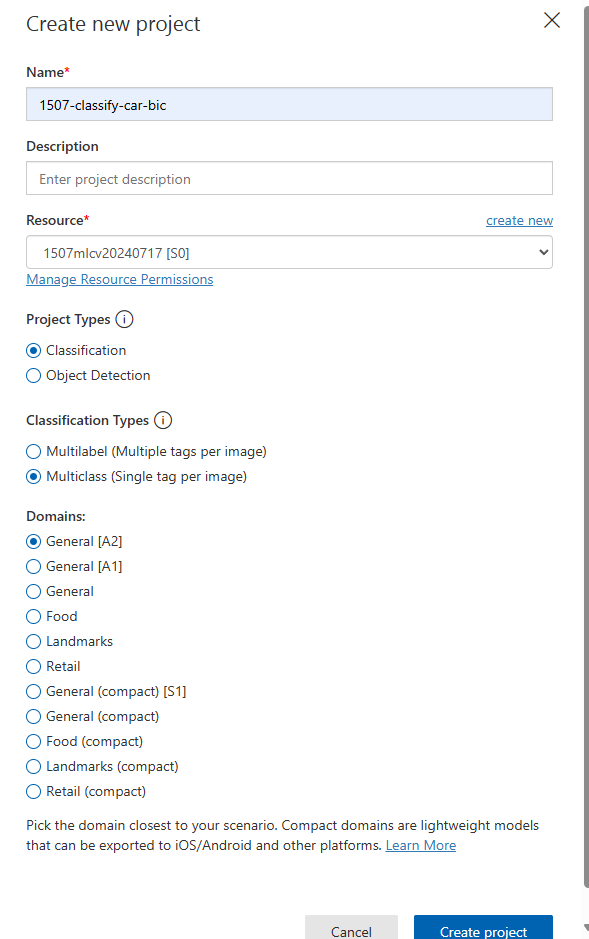 Create new project
Name*
1507-classify-car-bic
Description
Enter project description
Resource* create new
1507mlcv20240717 [S0]
Manage Resource Permissions
Project Types i
Classification
Object Detection
Classification Types i
Multilabel (Multiple tags per image)
Multiclass (Single tag per image)
Domains:
General [A2]
General [A1]
General
Food
Landmarks
Retail
General (compact) [S1]
General (compact)
Food (compact)
Landmarks (compact)
Retail (compact)
Pick the domain closest to your scenario. Compact domains are lightweight models
that can be exported to iOS/Android and other platforms. Learn More
Cancel Create project